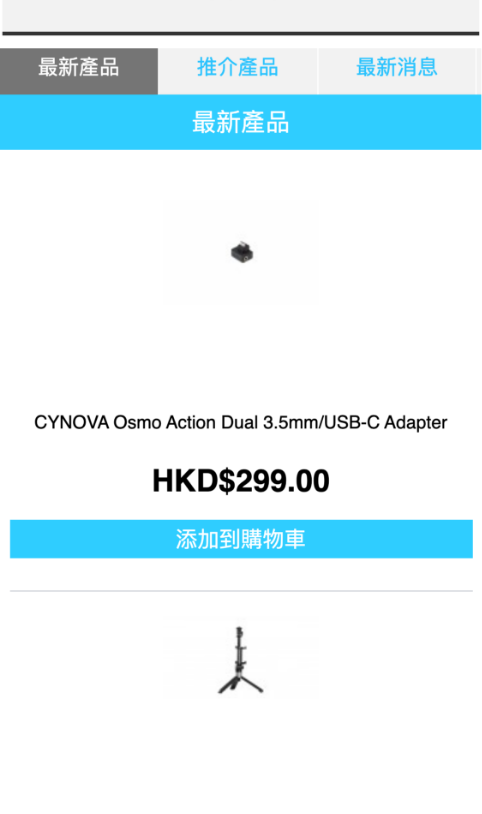 最新產品
推介產品
最新消息
最新產品
CYNOVA Osmo Action Dual 3.5mm/USB-C Adapter
HKD$299.00
添加到購物車